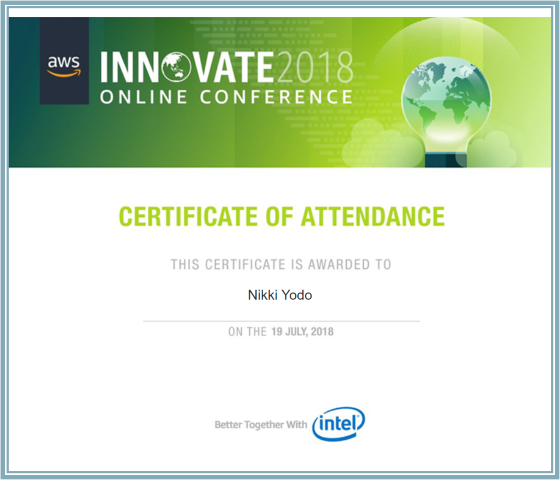 aws
INNOVATE2018
ONLINE CONFERENCE
CERTIFICATE OF ATTENDANCE
THIS CERTIFICATE IS AWARDED TO
Nikki Yodo
ON THE 19 JULY, 2018
Better Together With intel